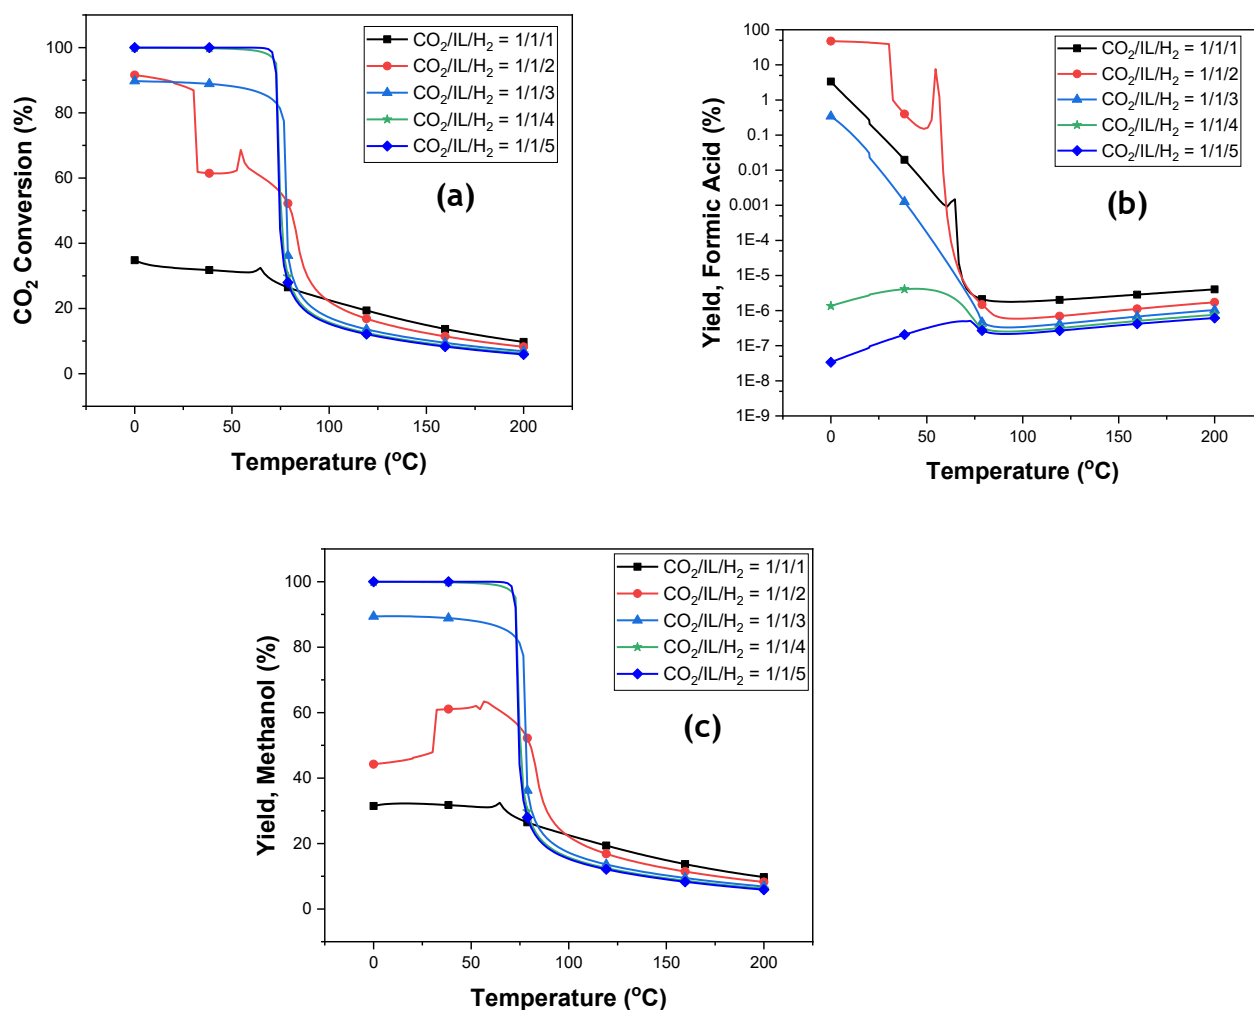 CO2 Conversion (%)
100
80
60
40
20
0
0
50
100
150
200
Temperature (oC)
CO2/IL/H2 = 1/1/1
CO2/IL/H2 = 1/1/2
CO2/IL/H2 = 1/1/3
CO2/IL/H2 = 1/1/4
CO2/IL/H2 = 1/1/5
(a)
Yield, Formic Acid (%)
100
10
1
0.1
0.01
0.001
1E-4
1E-5
1E-6
1E-7
1E-8
1E-9
0
50
100
150
200
Temperature (oC)
CO2/IL/H2 = 1/1/1
CO2/IL/H2 = 1/1/2
CO2/IL/H2 = 1/1/3
CO2/IL/H2 = 1/1/4
CO2/IL/H2 = 1/1/5
(b)
Yield, Methanol (%)
100
80
60
40
20
0
0
50
100
150
200
Temperature (oC)
CO2/IL/H2 = 1/1/1
CO2/IL/H2 = 1/1/2
CO2/IL/H2 = 1/1/3
CO2/IL/H2 = 1/1/4
CO2/IL/H2 = 1/1/5
(c)